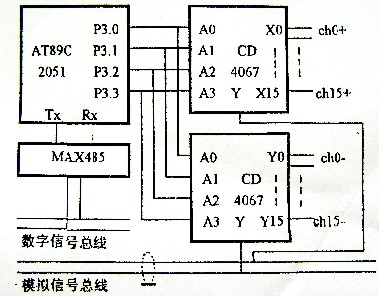 AT89C
2051
P3.0
P3.1
P3.2
P3.3
Tx Rx
MAX485
A0 X0
A1 CD
A2 4067
A3 Y X15
ch0+
ch15+
A0 Y0
A1 CD
A2 4067
A3 Y Y15
ch0-
ch15-
数字信号总线
模拟信号总线